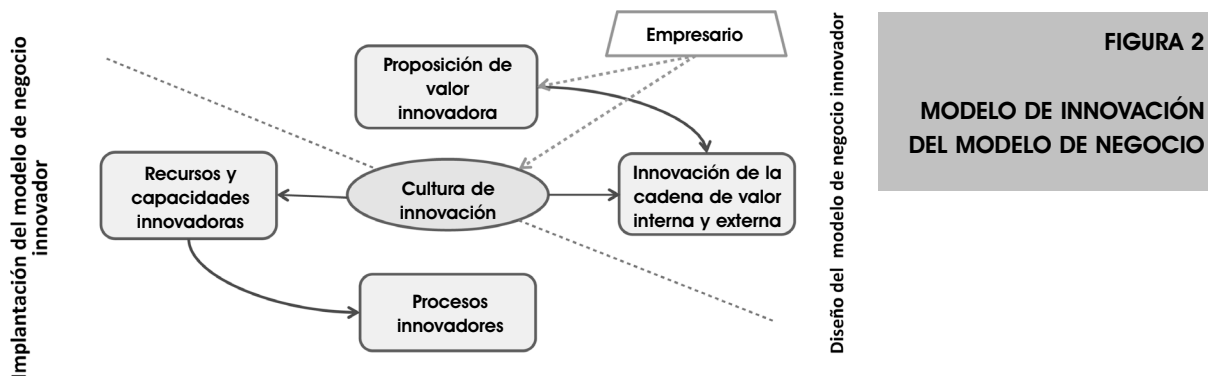 Implantación del modelo de negocio
innovador
Empresario
Proposición de
valor
innovadora
Recursos y
capacidades
innovadoras
Cultura de
innovación
Innovación de la
cadena de valor
interna y externa
Procesos
innovadores
Diseño del modelo de negocio innovador
FIGURA 2
MODELO DE INNOVACIÓN
DEL MODELO DE NEGOCIO